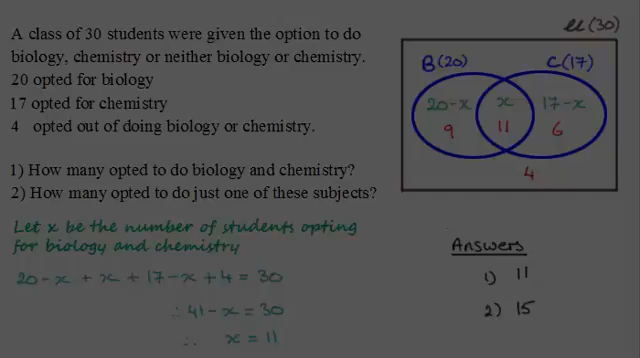 A class of 30 students were given the option to do
biology, chemistry or neither biology or chemistry.
20 opted for biology
17 opted for chemistry
4 opted out of doing biology or chemistry.
1) How many opted to do biology and chemistry?
2) How many opted to do just one of these subjects?
Let x be the number of students opting
for biology and chemistry
20-x + x + 17-x + 4 = 30
∴ 41-x = 30
∴ x = 11
U(30)
B(20) C(17)
20-x x 17-x
9 11 6
4
Answers
1) 11
2) 15